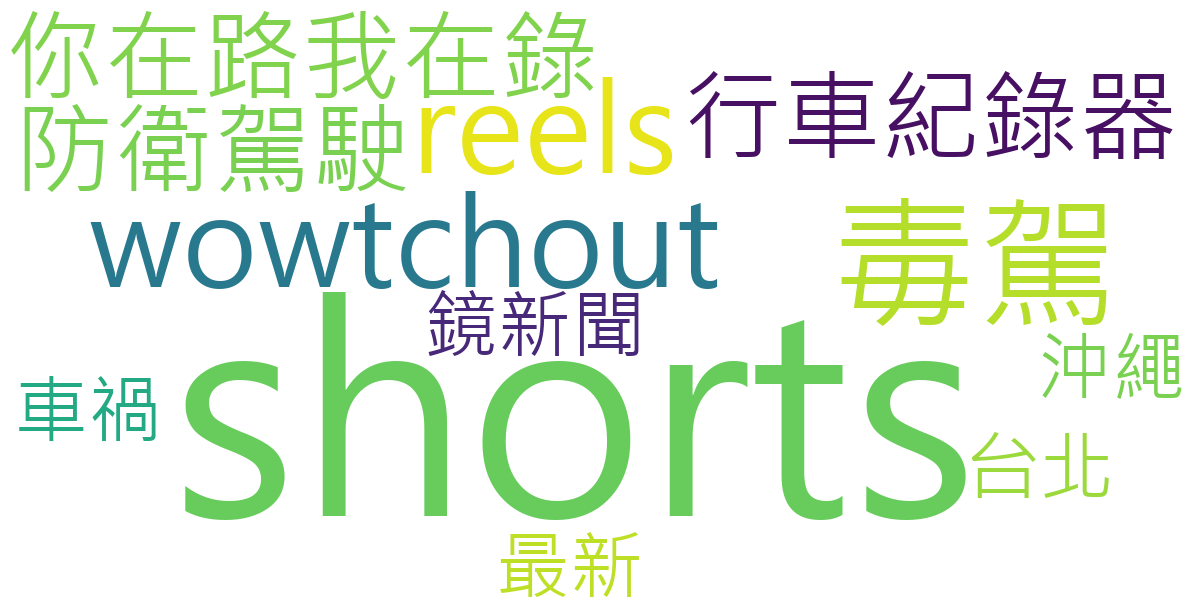 你在路我在錄
行車紀錄器
防衛駕駛
reels
wowtchout
毒駕
鏡新聞
shorts
沖繩
車禍
台北
最新